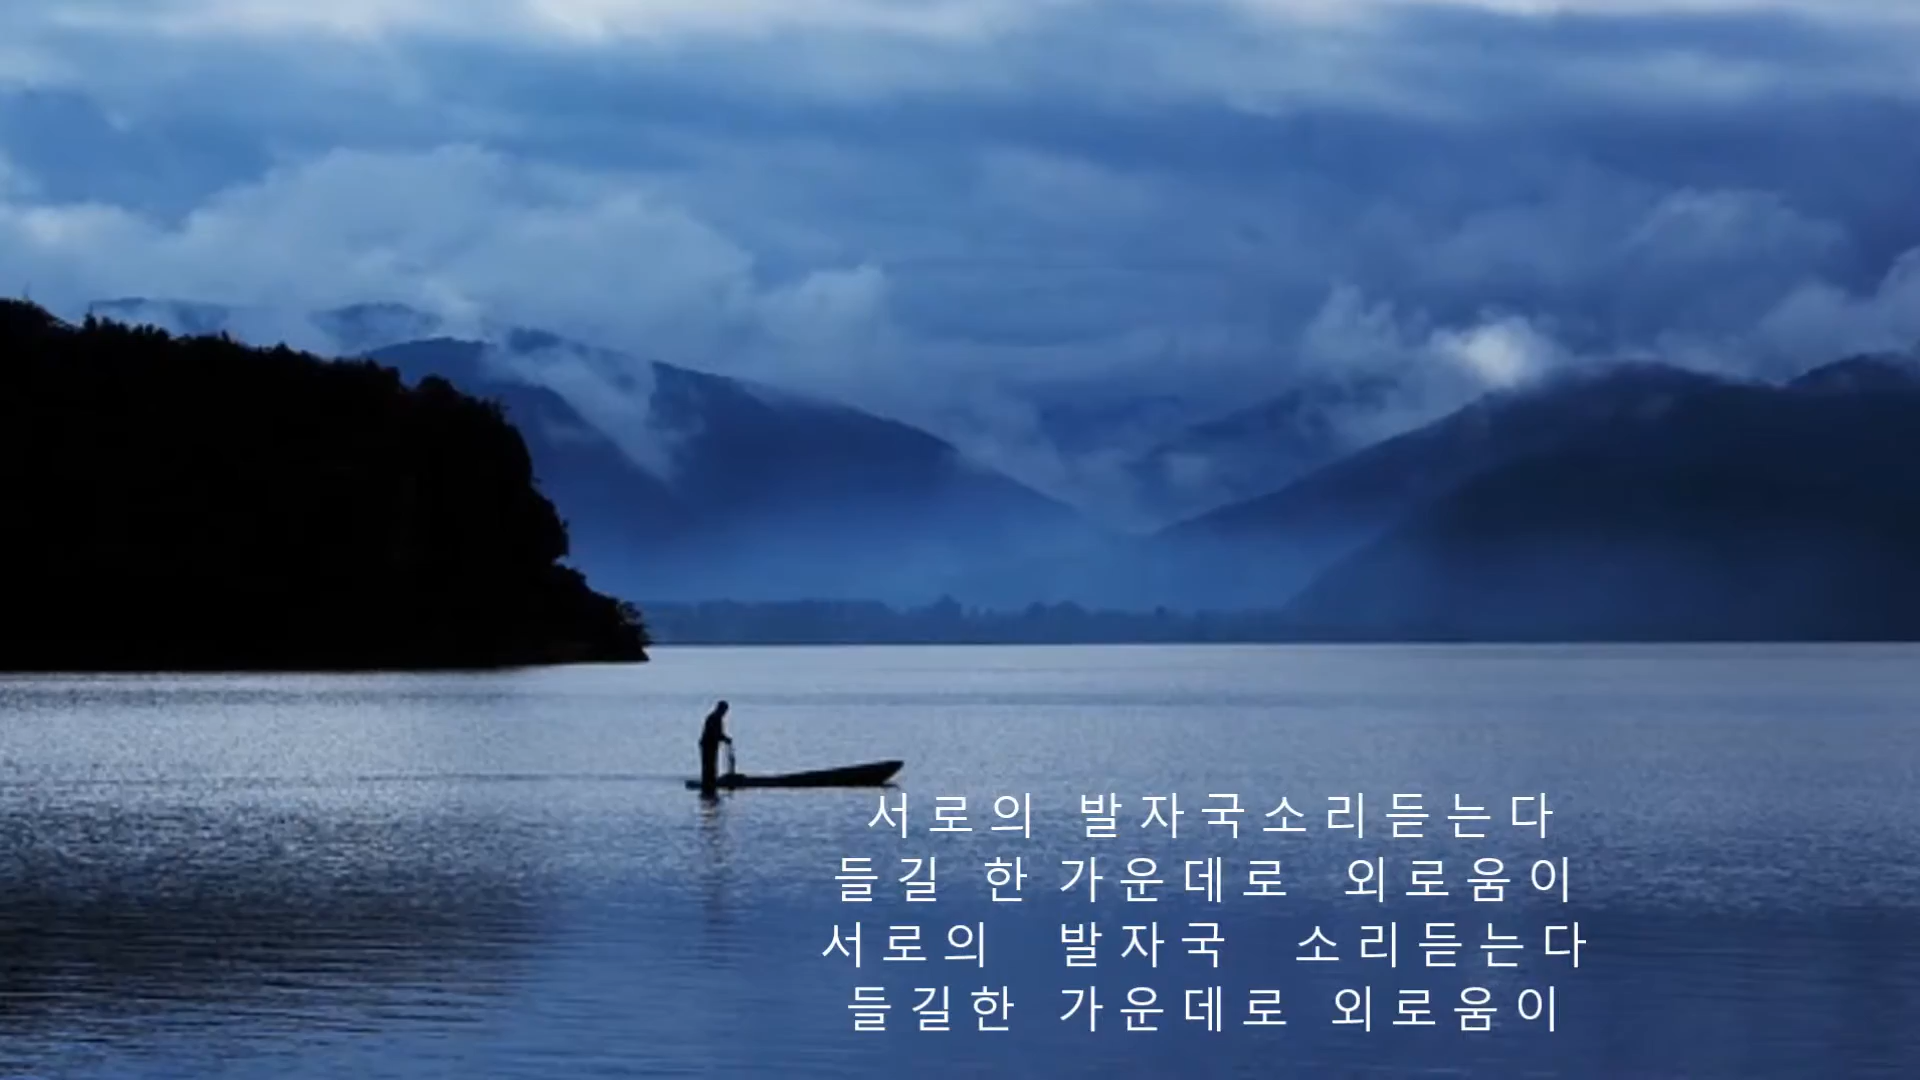 서로의 발자국소리듣는다
들길 한 가운데로 외로움이
서로의 발자국 소리듣는다
들길한 가운데로 외로움이